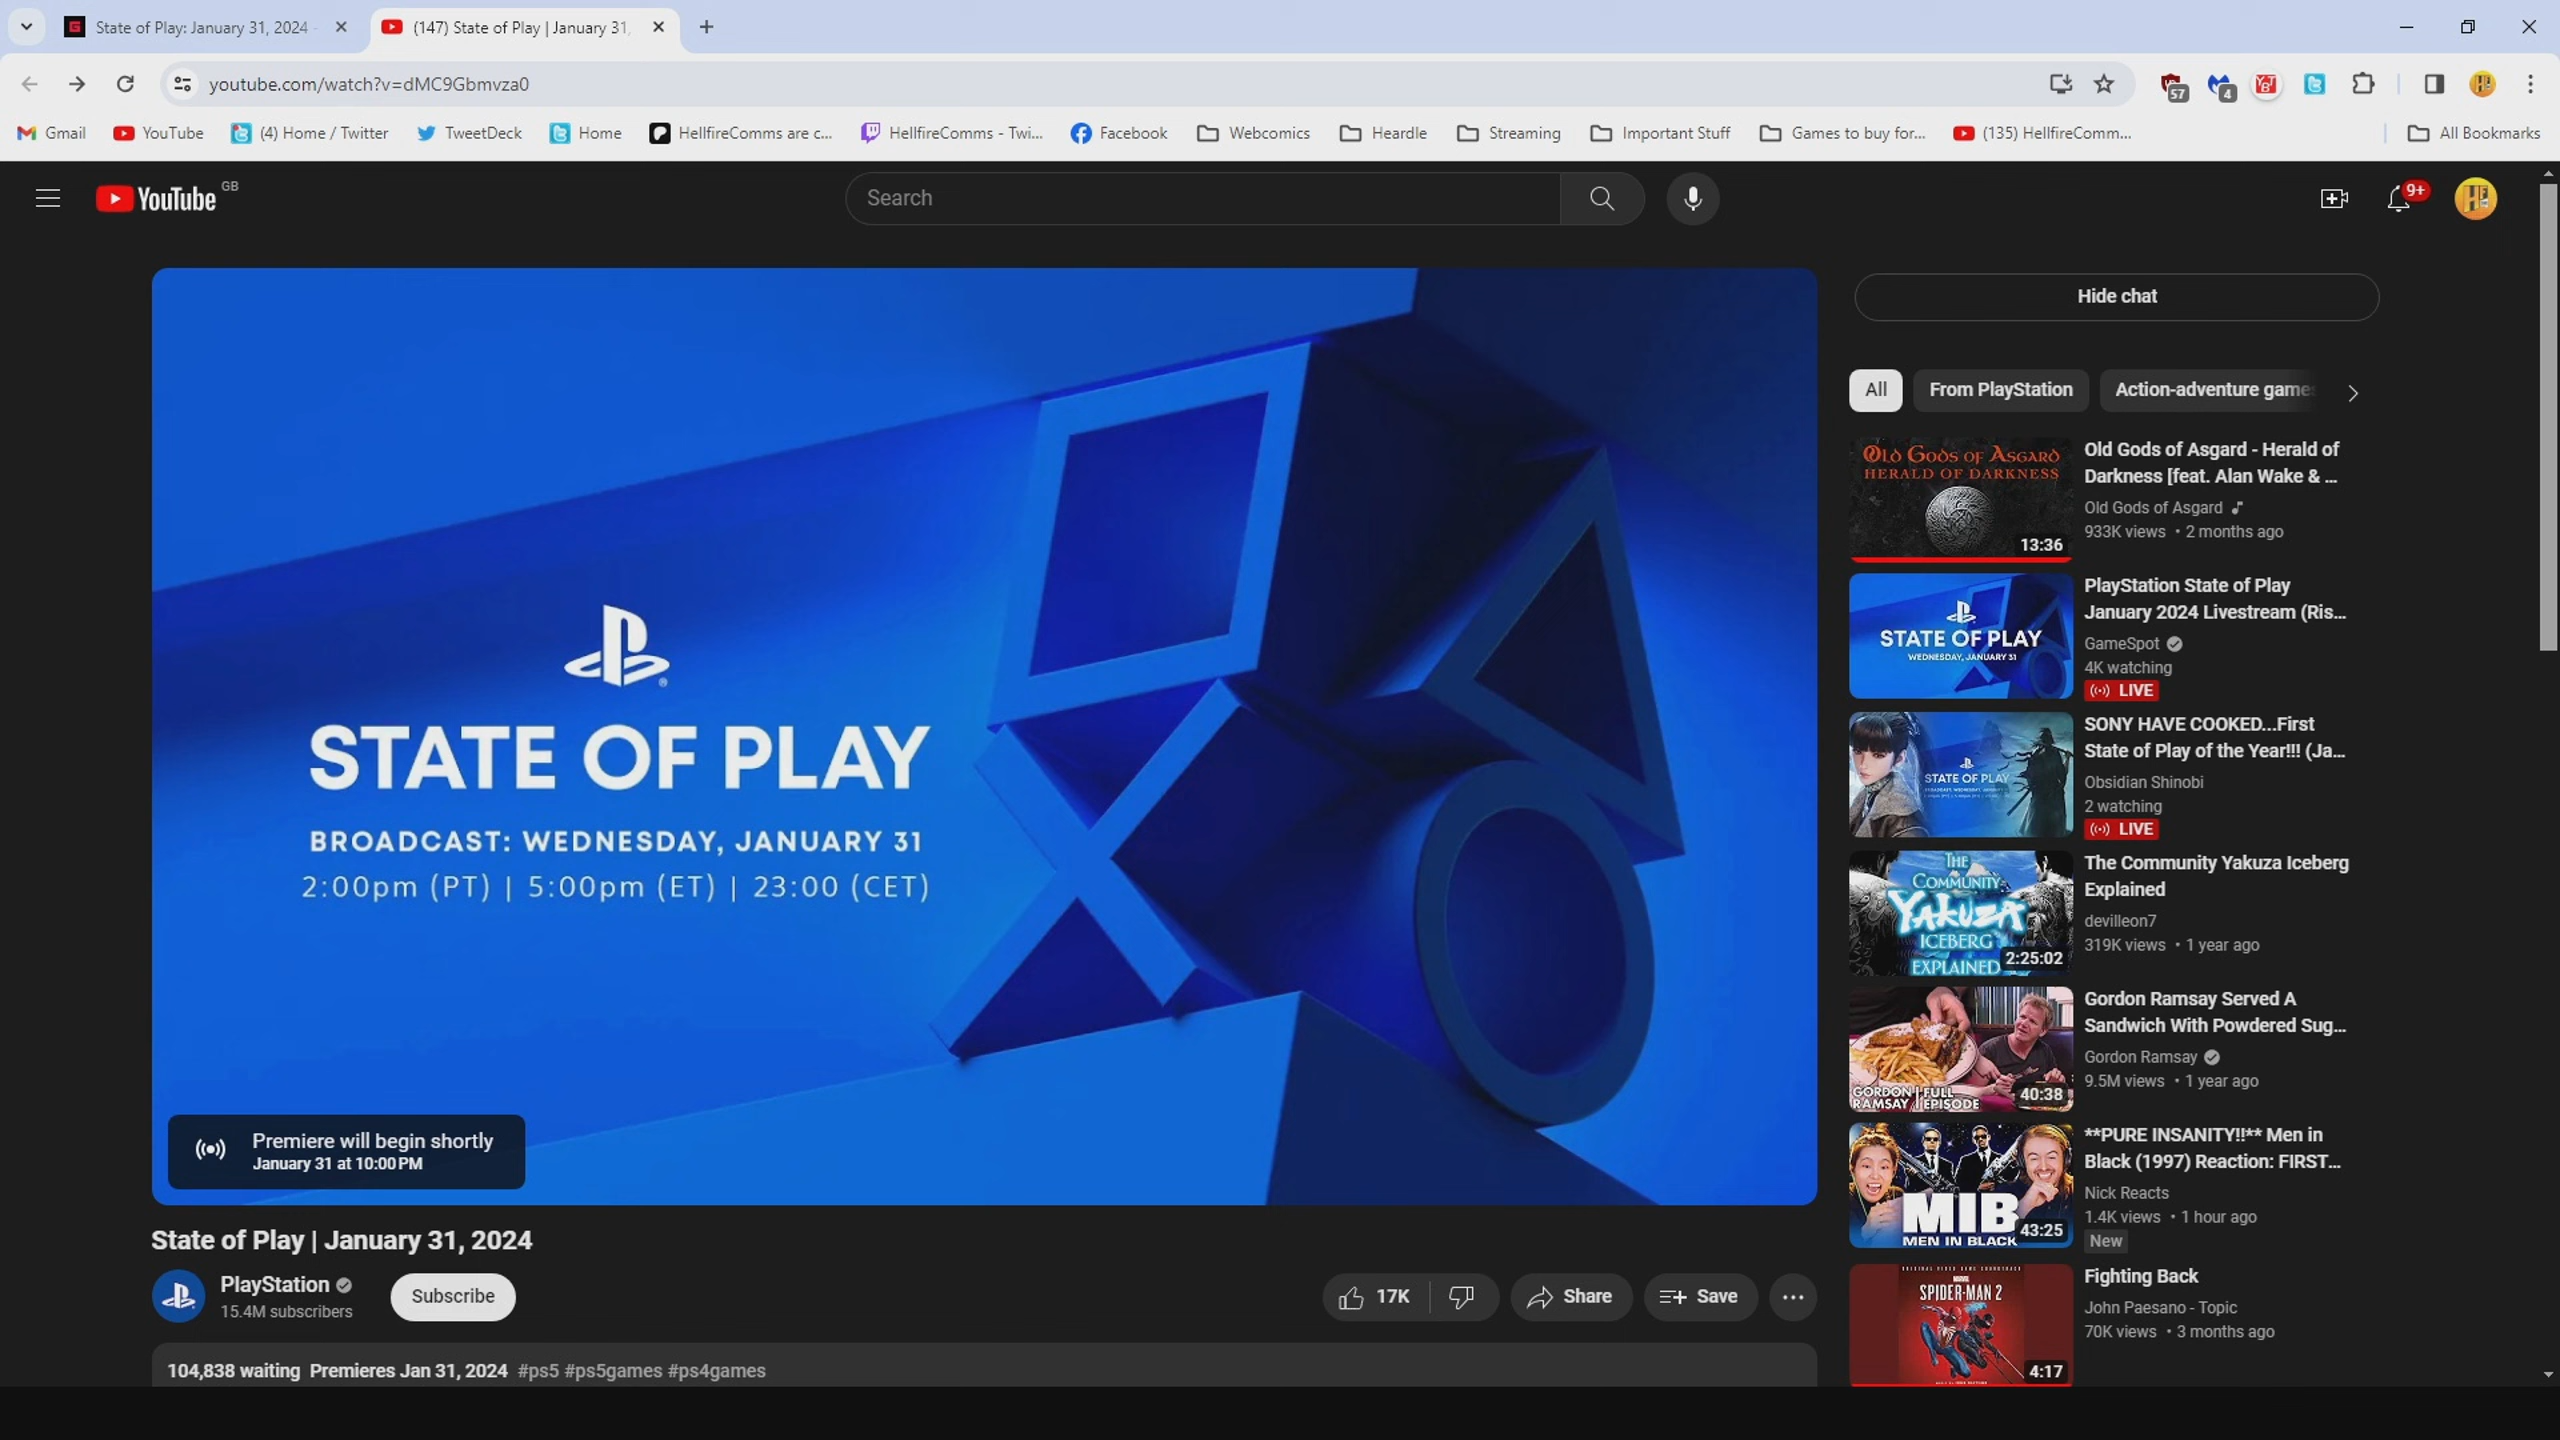 State of Play: January 31, 2024
(147) State of Play | January 31,
youtube.com/watch?v=dMC9Gbmvza0
57
4
Gmail
YouTube
(4) Home / Twitter
TweetDeck
Home
HellfireComms are c...
HellfireComms - Twi...
Facebook
Webcomics
Heardle
Streaming
Important Stuff
Games to buy for...
(135) HellfireComm...
All Bookmarks
YouTube GB
Search
9+
STATE OF PLAY
BROADCAST: WEDNESDAY, JANUARY 31
2:00pm (PT) | 5:00pm (ET) | 23:00 (CET)
Premiere will begin shortly
January 31 at 10:00 PM
State of Play | January 31, 2024
PlayStation
15.4M subscribers
Subscribe
17K
Share
Save
104,838 waiting Premieres Jan 31, 2024 #ps5 #ps5games #ps4games
Hide chat
All
From PlayStation
Action-adventure game
OLD GODS OF ASGARD
HERALD OF DARKNESS
13:36
Old Gods of Asgard - Herald of
Darkness [feat. Alan Wake & ...
Old Gods of Asgard
933K views • 2 months ago
STATE OF PLAY
WEDNESDAY, JANUARY 31
PlayStation State of Play
January 2024 Livestream (Ris...
GameSpot
4K watching
LIVE
STATE OF PLAY
SONY HAVE COOKED...First
State of Play of the Year!!! (Ja...
Obsidian Shinobi
2 watching
LIVE
THE
COMMUNITY
YAKUZA
ICEBERG
EXPLAINED
2:25:02
The Community Yakuza Iceberg
Explained
devilleon7
319K views • 1 year ago
GORDON RAMSAY
FULL EPISODE
40:38
Gordon Ramsay Served A
Sandwich With Powdered Sug...
Gordon Ramsay
9.5M views • 1 year ago
MIB
MEN IN BLACK
43:25
**PURE INSANITY!!** Men in
Black (1997) Reaction: FIRST...
Nick Reacts
1.4K views • 1 hour ago
New
SPIDER-MAN 2
4:17
Fighting Back
John Paesano - Topic
70K views • 3 months ago